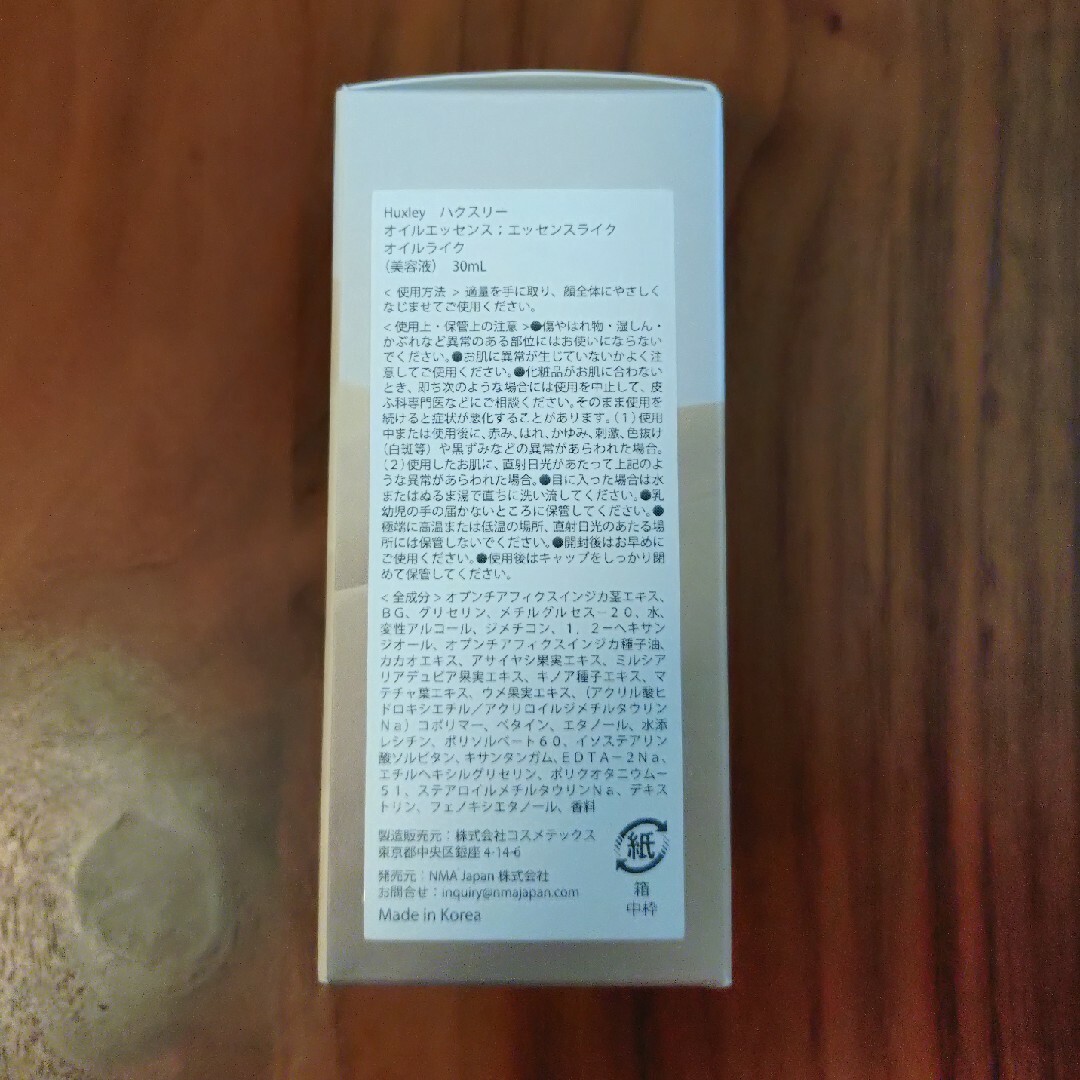 Huxley ハクスリー
オイルエッセンス；エッセンスライク
オイルライク
（美容液） 30mL
< 使用方法 > 適量を手に取り、顔全体にやさしく
なじませてご使用ください。
< 使用上・保管上の注意 >●傷やはれ物・湿しん・
かぶれなど異常のある部位にはお使いにならない
でください。●お肌に異常が生じていないかよく注
意してご使用ください。●化粧品がお肌に合わない
とき、即ち次のような場合には使用を中止して、皮
ふ科専門医などにご相談ください。そのまま使用を
続けると症状が悪化することがあります。（1）使用
中または使用後に、赤み、はれ、かゆみ、刺激、色抜け
（白斑等）や黒ずみなどの異常があらわれた場合。
（2）使用したお肌に、直射日光があたって上記のよ
うな異常があらわれた場合。●目に入った場合は水
またはぬるま湯で直ちに洗い流してください。●乳
幼児の手の届かないところに保管してください。●
極端に高温または低温の場所、直射日光のあたる場
所には保管しないでください。●開封後はお早めに
ご使用ください。●使用後はキャップをしっかり閉
めて保管してください。
< 全成分 > オプンチアフィクスインジカ茎エキス、
ＢＧ、グリセリン、メチルグルセス－２０、水、
変性アルコール、ジメチコン、１，２－ヘキサン
ジオール、オプンチアフィクスインジカ種子油、
カカオエキス、アサイヤシ果実エキス、ミルシア
リアデュビア果実エキス、キノア種子エキス、マ
テチャ葉エキス、ウメ果実エキス、（アクリル酸ヒ
ドロキシエチル／アクリロイルジメチルタウリン
Ｎａ）コポリマー、ベタイン、エタノール、水添
レシチン、ポリソルベート６０、イソステアリン
酸ソルビタン、キサンタンガム、ＥＤＴＡ－２Ｎａ、
エチルヘキシルグリセリン、ポリクオタニウム－
５１、ステアロイルメチルタウリンＮａ、デキス
トリン、フェノキシエタノール、香料
製造販売元：株式会社コスメテックス
東京都中央区銀座 4-14-6
発売元：NMA Japan 株式会社
お問合せ：inquiry@nmajapan.com
Made in Korea
紙
箱
中枠